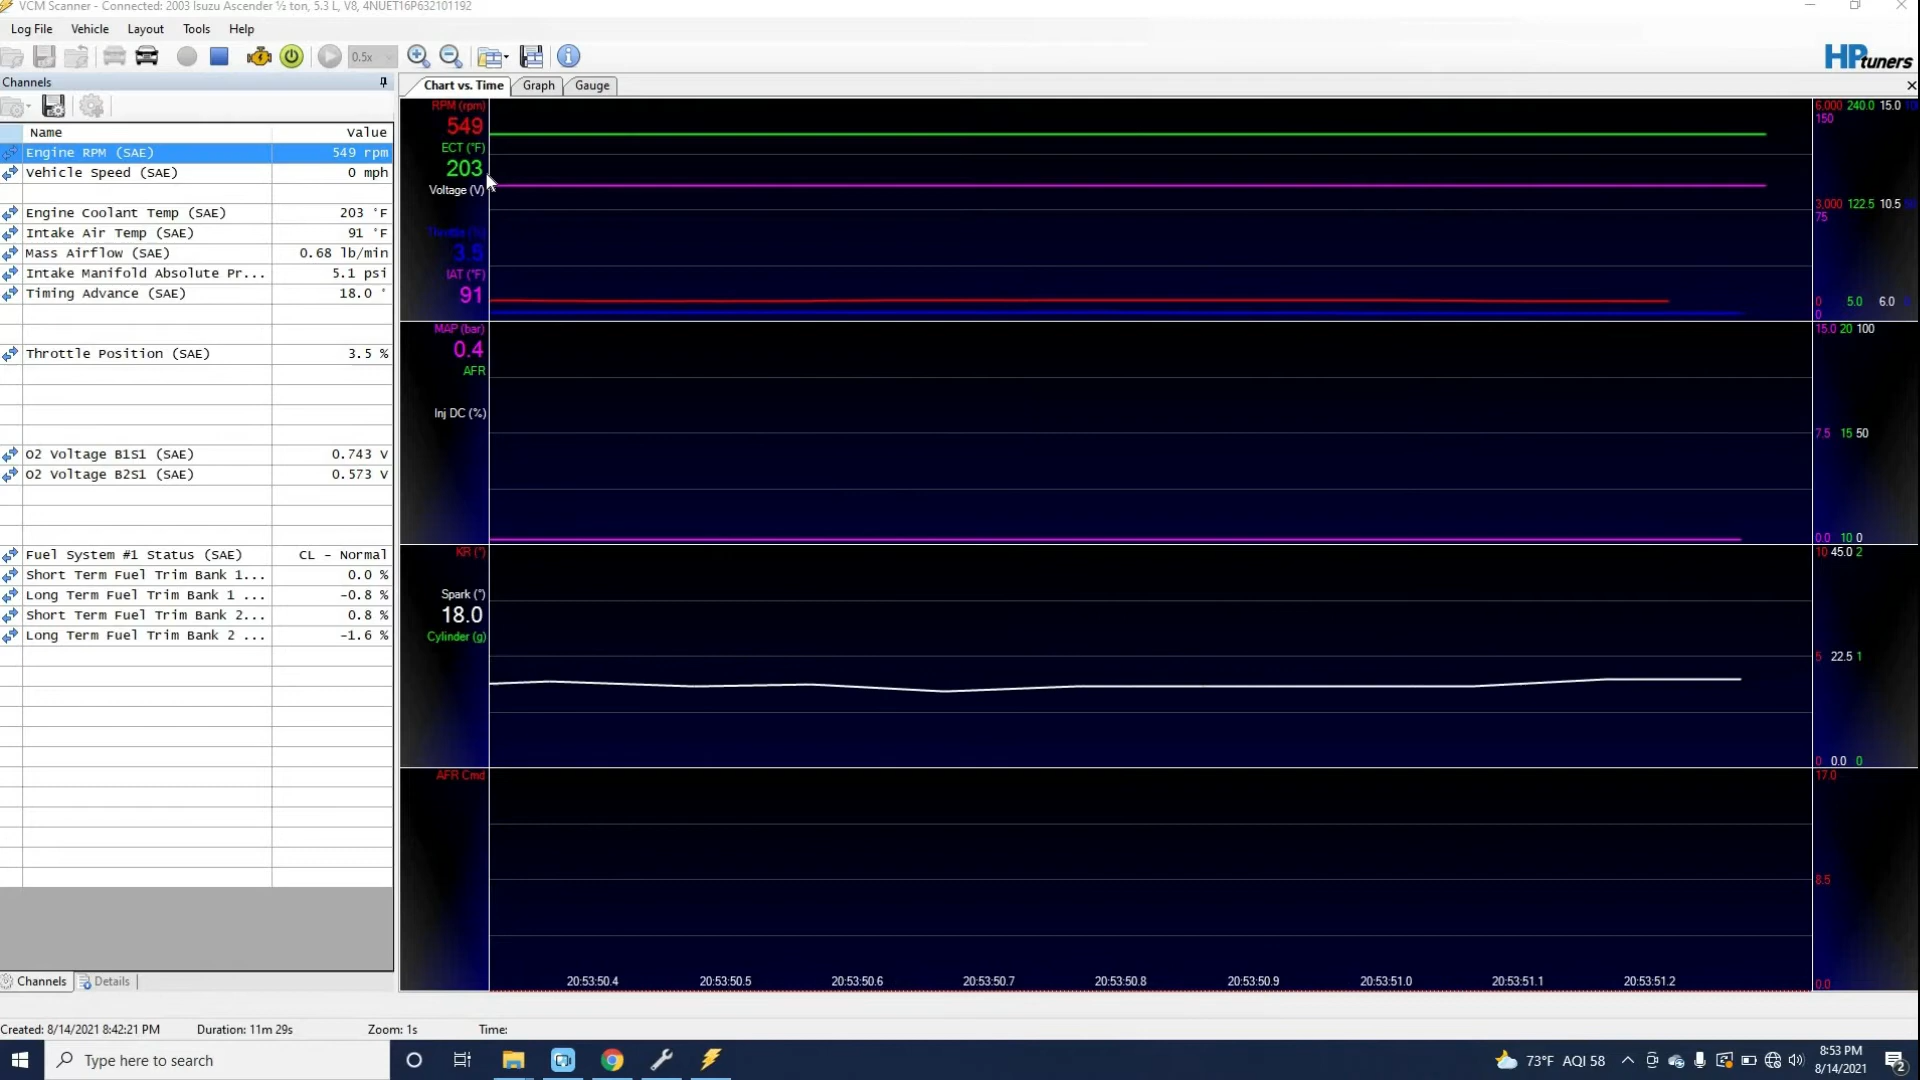 VCM Scanner - Connected: 2003 Isuzu Ascender ½ ton, 5.3 L, V8, 4NUET16P632101192
Log File Vehicle Layout Tools Help
0.5x
HPtuners
Channels
Chart vs. Time Graph Gauge
Name Value
Engine RPM (SAE) 549 rpm
Vehicle Speed (SAE) 0 mph
Engine Coolant Temp (SAE) 203 °F
Intake Air Temp (SAE) 91 °F
Mass Airflow (SAE) 0.68 lb/min
Intake Manifold Absolute Pr... 5.1 psi
Timing Advance (SAE) 18.0 °
Throttle Position (SAE) 3.5 %
O2 Voltage B1S1 (SAE) 0.743 V
O2 Voltage B2S1 (SAE) 0.573 V
Fuel System #1 Status (SAE) CL - Normal
Short Term Fuel Trim Bank 1... 0.0 %
Long Term Fuel Trim Bank 1 ... -0.8 %
Short Term Fuel Trim Bank 2... 0.8 %
Long Term Fuel Trim Bank 2 ... -1.6 %
Channels Details
RPM (rpm)
549
ECT (°F)
203
Voltage (V)
Throttle (%)
3.5
IAT (°F)
91
6,000 240.0 15.0
150
3,000 122.5 10.5
75
0 5.0 6.0
0
MAP (bar)
0.4
AFR
Inj DC (%)
15.0 20 100
7.5 15 50
0.0 10 0
KR (°)
Spark (°)
18.0
Cylinder (g)
10 45.0 2
5 22.5 1
0 0.0 0
AFR Cmd
17.0
8.5
0.0
20:53:50.4 20:53:50.5 20:53:50.6 20:53:50.7 20:53:50.8 20:53:50.9 20:53:51.0 20:53:51.1 20:53:51.2
Created: 8/14/2021 8:42:21 PM Duration: 11m 29s Zoom: 1s Time:
Type here to search
73°F AQI 58
8:53 PM
8/14/2021
2